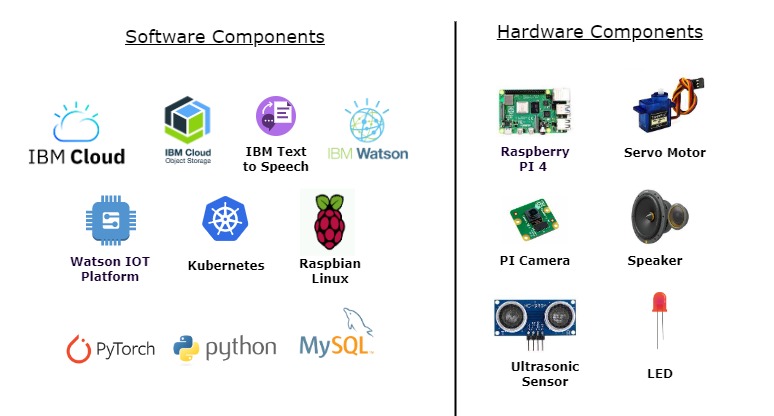 Software Components
Hardware Components
IBM Cloud
IBM Cloud
Object Storage
IBM Text
to Speech
IBM Watson
Raspberry
PI 4
Servo Motor
Watson IOT
Platform
Kubernetes
Raspbian
Linux
PI Camera
Speaker
PyTorch
python
MySQL
Ultrasonic
Sensor
LED